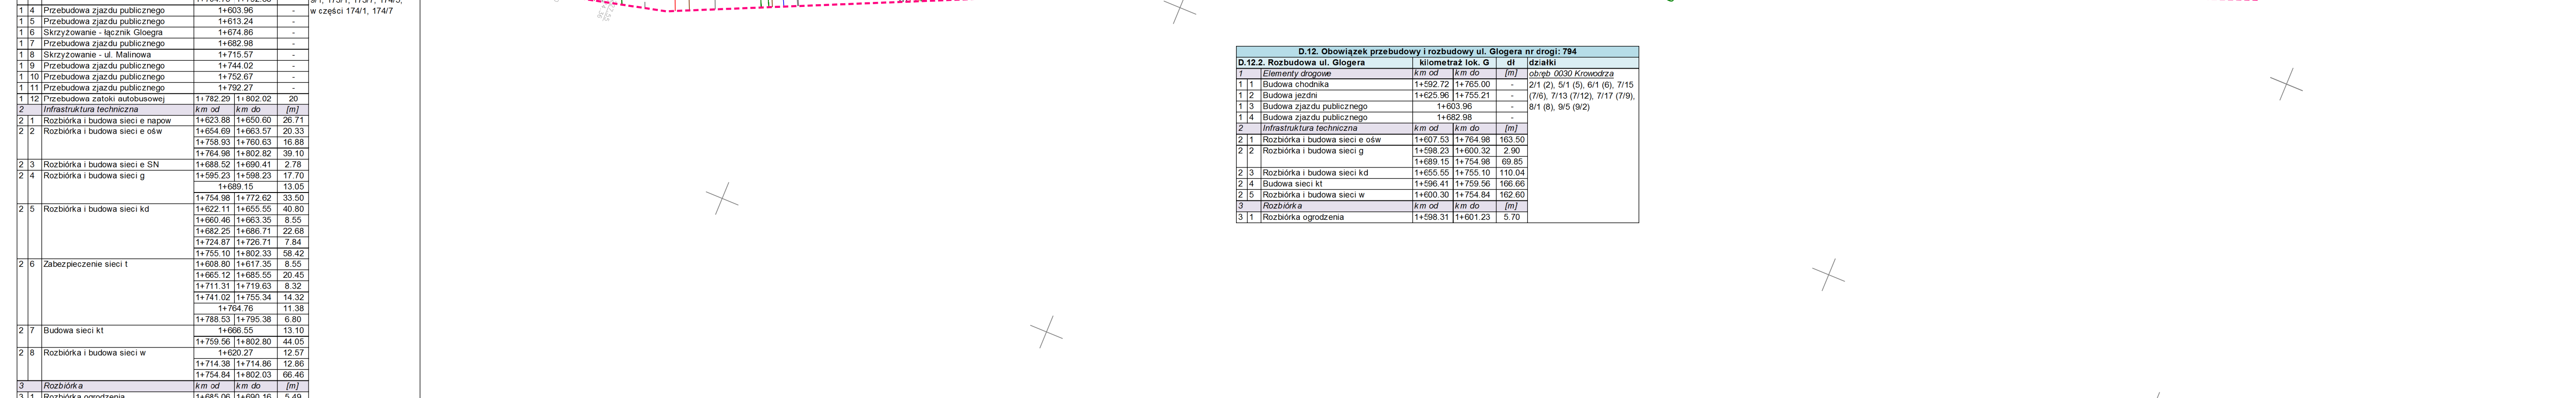 1 4 Przebudowa zjazdu publicznego 1+603.96 - w części 174/1, 174/7
1 5 Przebudowa zjazdu publicznego 1+613.24 -
1 6 Skrzyżowanie - łącznik Gloegra 1+674.86 -
1 7 Przebudowa zjazdu publicznego 1+682.98 -
1 8 Skrzyżowanie - ul. Malinowa 1+715.57 -
1 9 Przebudowa zjazdu publicznego 1+744.02 -
1 10 Przebudowa zjazdu publicznego 1+752.67 -
1 11 Przebudowa zjazdu publicznego 1+792.27 -
1 12 Przebudowa zatoki autobusowej 1+782.29 1+802.02 20
2 Infrastruktura techniczna km od km do [m]
2 1 Rozbiórka i budowa sieci e napow 1+623.88 1+650.60 26.71
2 2 Rozbiórka i budowa sieci e ośw 1+654.69 1+663.57 20.33
1+758.93 1+760.63 16.88
1+764.98 1+802.82 39.10
2 3 Rozbiórka i budowa sieci e SN 1+688.52 1+690.41 2.78
2 4 Rozbiórka i budowa sieci g 1+595.23 1+598.23 17.70
1+689.15 13.05
1+754.98 1+772.62 33.50
2 5 Rozbiórka i budowa sieci kd 1+622.11 1+655.55 40.80
1+660.46 1+663.35 8.55
1+682.25 1+686.71 22.68
1+724.87 1+726.71 7.84
1+755.10 1+802.33 58.42
2 6 Zabezpieczenie sieci t 1+608.80 1+617.35 8.55
1+665.12 1+685.55 20.45
1+711.31 1+719.63 8.32
1+741.02 1+755.34 14.32
1+764.76 11.38
1+788.53 1+795.38 6.80
2 7 Budowa sieci kt 1+666.55 13.10
1+759.56 1+802.80 44.05
2 8 Rozbiórka i budowa sieci w 1+620.27 12.57
1+714.38 1+714.86 12.86
1+754.84 1+802.03 66.46
3 Rozbiórka km od km do [m]
3 1 Rozbiórka ogrodzenia 1+685.06 1+690.16 5.49
D.12. Obowiązek przebudowy i rozbudowy ul. Glogera nr drogi: 794
D.12.2. Rozbudowa ul. Glogera kilometraż lok. G dł działki
1 Elementy drogowe km od km do [m] obręb 0030 Krowodrza
1 1 Budowa chodnika 1+592.72 1+765.00 - 2/1 (2), 5/1 (5), 6/1 (6), 7/15
1 2 Budowa jezdni 1+625.96 1+755.21 - (7/6), 7/13 (7/12), 7/17 (7/9),
1 3 Budowa zjazdu publicznego 1+603.96 - 8/1 (8), 9/5 (9/2)
1 4 Budowa zjazdu publicznego 1+682.98 -
2 Infrastruktura techniczna km od km do [m]
2 1 Rozbiórka i budowa sieci e ośw 1+607.53 1+764.98 163.50
2 2 Rozbiórka i budowa sieci g 1+598.23 1+600.32 2.90
1+689.15 1+754.98 69.85
2 3 Rozbiórka i budowa sieci kd 1+655.55 1+755.10 110.04
2 4 Budowa sieci kt 1+596.41 1+759.56 166.66
2 5 Rozbiórka i budowa sieci w 1+600.30 1+754.84 162.60
3 Rozbiórka km od km do [m]
3 1 Rozbiórka ogrodzenia 1+598.31 1+601.23 5.70